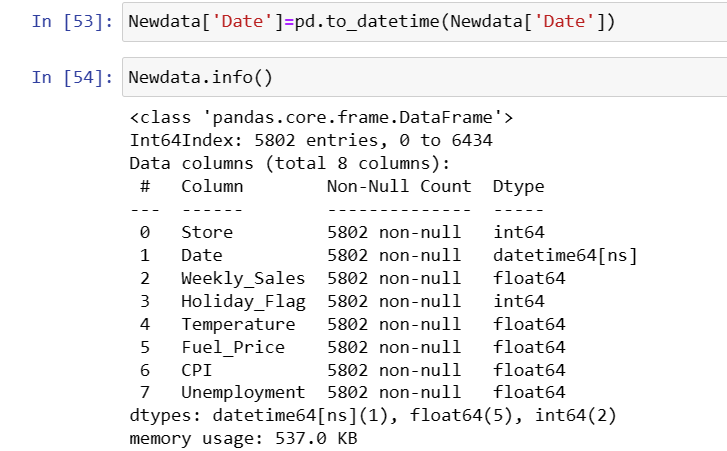 In [53]: Newdata['Date']=pd.to_datetime(Newdata['Date'])
In [54]: Newdata.info()
<class 'pandas.core.frame.DataFrame'>
Int64Index: 5802 entries, 0 to 6434
Data columns (total 8 columns):
 #   Column        Non-Null Count  Dtype
---  ------        --------------  -----
 0   Store         5802 non-null   int64
 1   Date          5802 non-null   datetime64[ns]
 2   Weekly_Sales  5802 non-null   float64
 3   Holiday_Flag  5802 non-null   int64
 4   Temperature   5802 non-null   float64
 5   Fuel_Price    5802 non-null   float64
 6   CPI           5802 non-null   float64
 7   Unemployment  5802 non-null   float64
dtypes: datetime64[ns](1), float64(5), int64(2)
memory usage: 537.0 KB